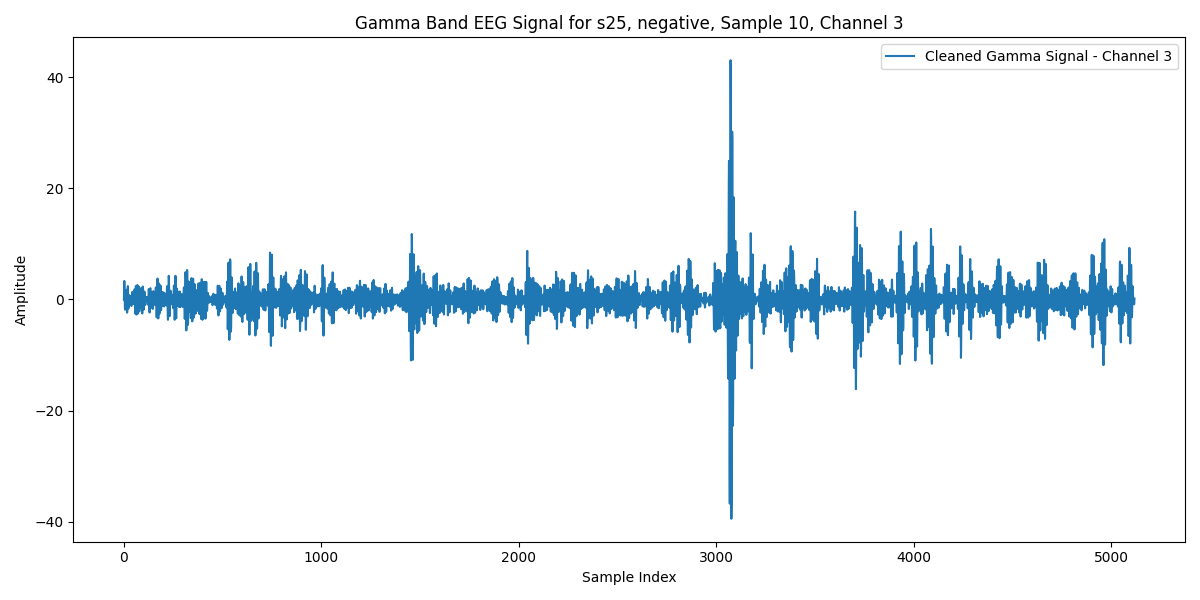 Gamma Band EEG Signal for s25, negative, Sample 10, Channel 3
Cleaned Gamma Signal - Channel 3
Amplitude
40
20
0
−20
−40
0 1000 2000 3000 4000 5000
Sample Index